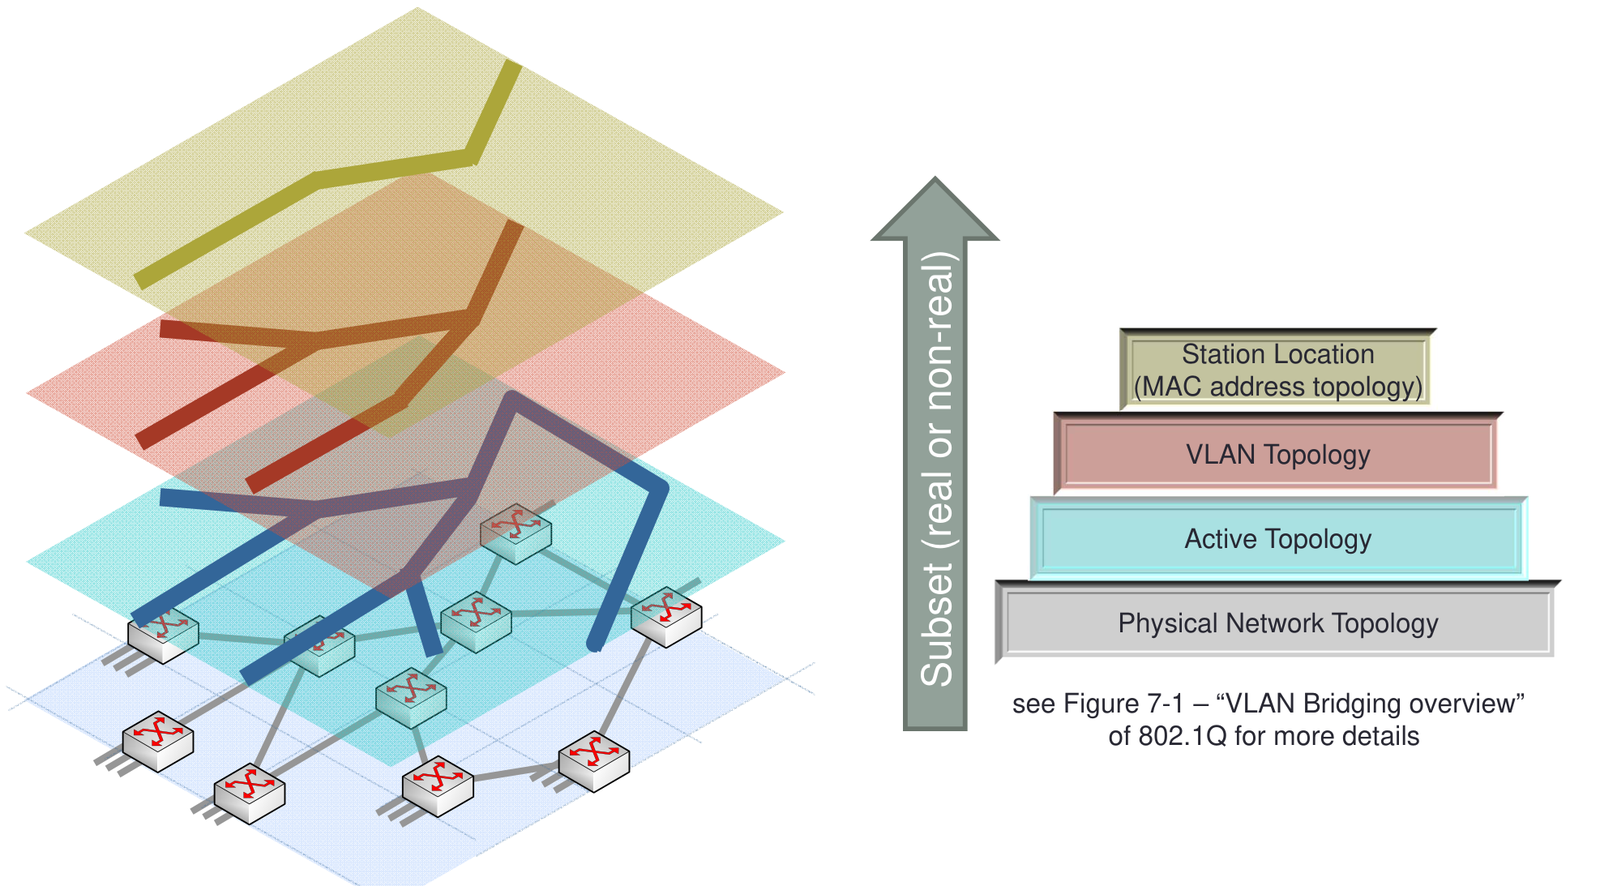 Subset (real or non-real)
Station Location
(MAC address topology)
VLAN Topology
Active Topology
Physical Network Topology
see Figure 7-1 – “VLAN Bridging overview”
of 802.1Q for more details